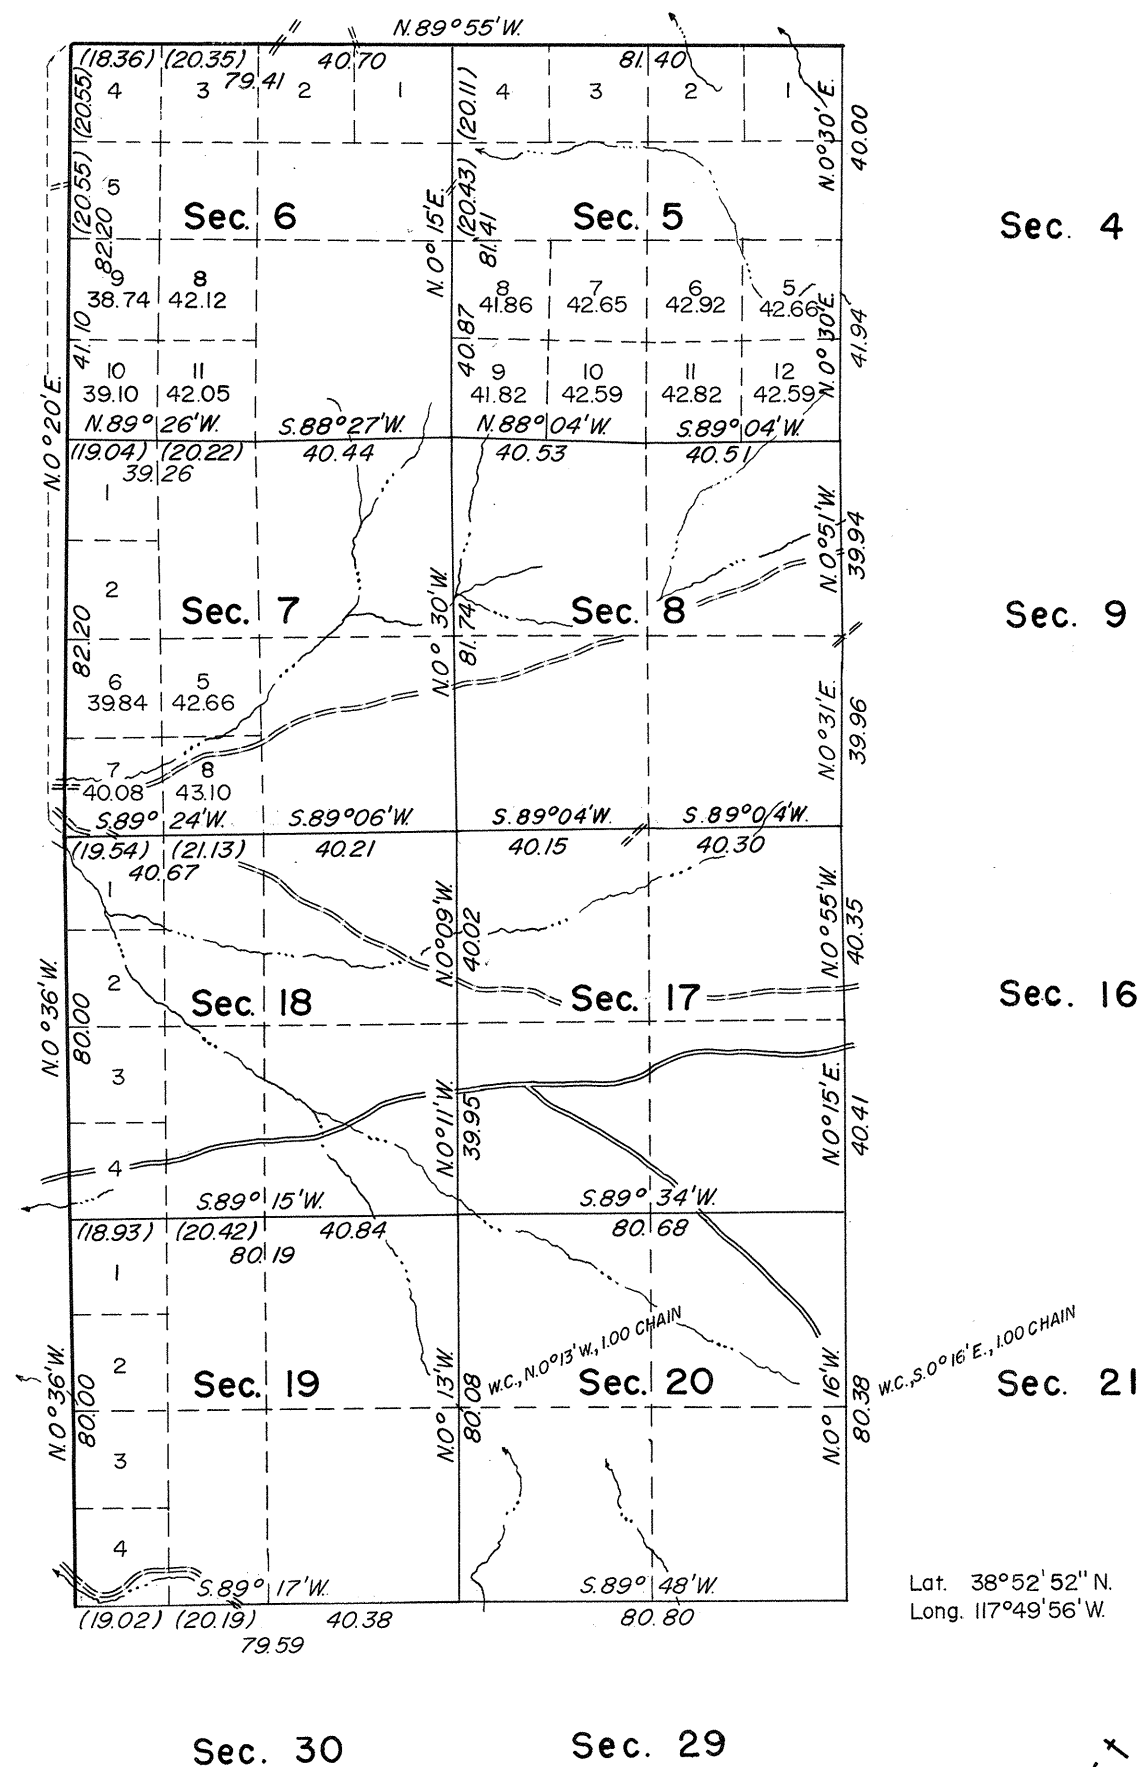 N.89°55'W.
(18.36) (20.35) 40.70 81.40
79.41
4 3 2 1 4 3 2 1
(20.55)
(20.11)
N.0°30'E.
40.00
(20.55)
5
82.20
Sec. 6
N.0°15'E.
(20.43)
81.41
Sec. 5
Sec. 4
9 8
38.74 42.12
8 7 6 5
41.86 42.65 42.92 42.66
41.10
40.87
N.0°30'E.
41.94
10 11
39.10 42.05
9 10 11 12
41.82 42.59 42.82 42.59
N.0°20'E.
N.89°26'W. S.88°27'W. N.88°04'W. S.89°04'W.
(19.04) (20.22) 40.44 40.53 40.51
39.26
1
N.0°51'W.
39.94
2
82.20
Sec. 7
N.0°30'W.
81.74
Sec. 8
Sec. 9
6 5
39.84 42.66
N.0°31'E.
39.96
7 8
40.08 43.10
S.89°24'W. S.89°06'W. S.89°04'W. S.89°04'W.
(19.54) (21.13) 40.21 40.15 40.30
40.67
1
N.0°09'W.
40.02
N.0°55'W.
40.35
2
N.0°36'W.
80.00
Sec. 18
Sec. 17
Sec. 16
3
N.0°11'W.
39.95
N.0°15'E.
40.41
4
S.89°15'W. S.89°34'W.
(18.93) (20.42) 40.84 80.68
80.19
1
W.C., N.0°13'W., 1.00 CHAIN
W.C., S.0°16'E., 1.00 CHAIN
2
N.0°36'W.
80.00
Sec. 19
N.0°13'W.
80.08
Sec. 20
N.0°16'W.
80.38
Sec. 21
3
4
S.89°17'W. S.89°48'W.
(19.02) (20.19) 40.38 80.80
79.59
Lat. 38°52'52" N.
Long. 117°49'56'W.
Sec. 30 Sec. 29